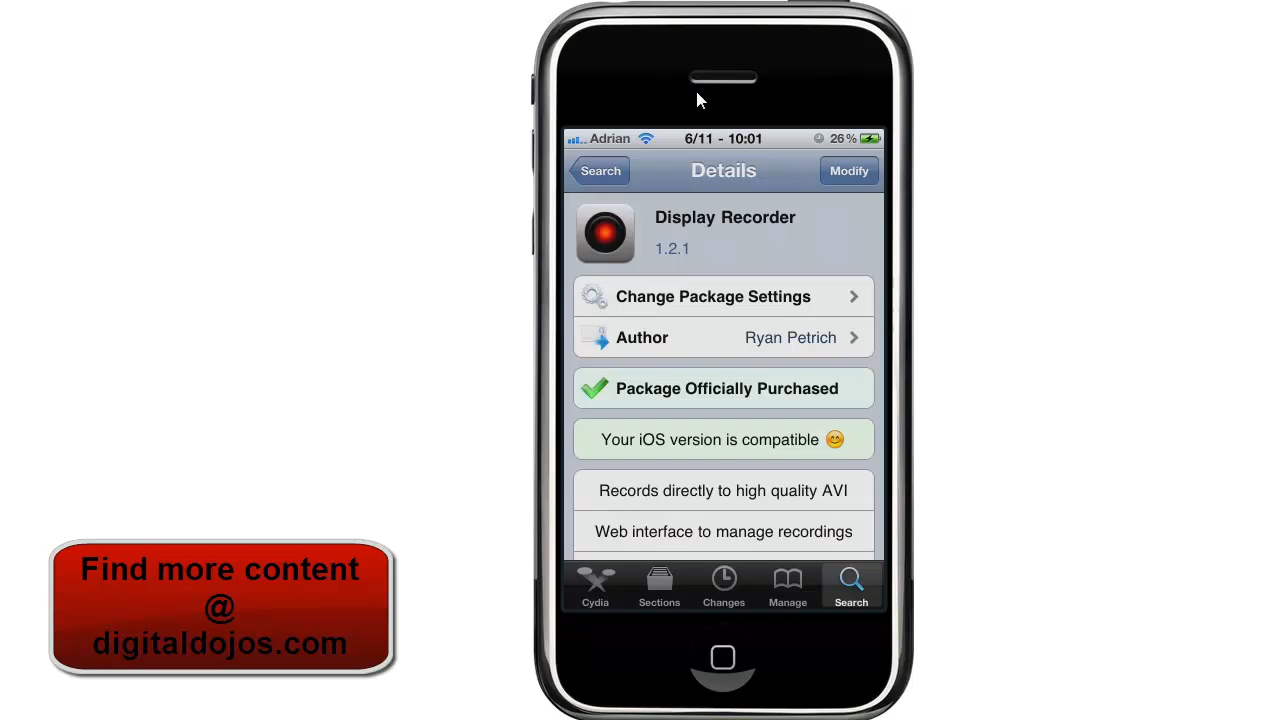 Adrian 6/11 - 10:01 26%
Search Details Modify
Display Recorder
1.2.1
Change Package Settings
Author Ryan Petrich
Package Officially Purchased
Your iOS version is compatible 😊
Records directly to high quality AVI
Web interface to manage recordings
Cydia Sections Changes Manage Search
Find more content
@
digitaldojos.com